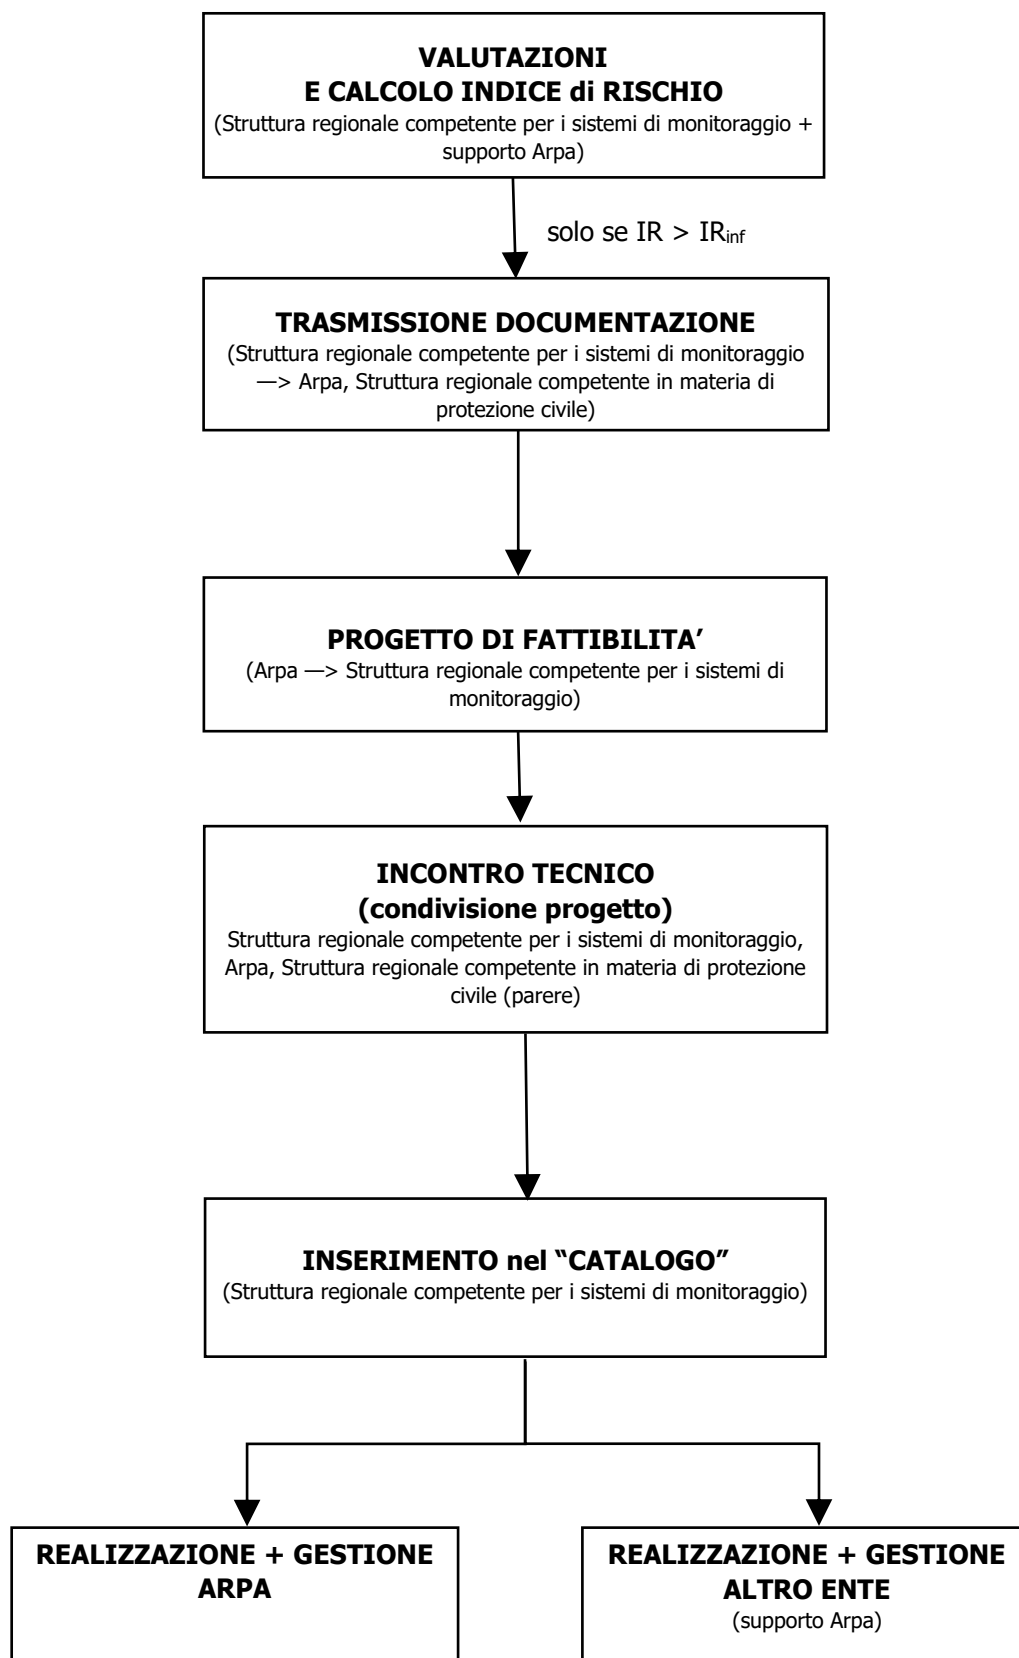 VALUTAZIONI
E CALCOLO INDICE di RISCHIO
(Struttura regionale competente per i sistemi di monitoraggio +
supporto Arpa)
solo se IR > IRinf
TRASMISSIONE DOCUMENTAZIONE
(Struttura regionale competente per i sistemi di monitoraggio
—> Arpa, Struttura regionale competente in materia di
protezione civile)
PROGETTO DI FATTIBILITA’
(Arpa —> Struttura regionale competente per i sistemi di
monitoraggio)
INCONTRO TECNICO
(condivisione progetto)
Struttura regionale competente per i sistemi di monitoraggio,
Arpa, Struttura regionale competente in materia di protezione
civile (parere)
INSERIMENTO nel “CATALOGO”
(Struttura regionale competente per i sistemi di monitoraggio)
REALIZZAZIONE + GESTIONE
ARPA
REALIZZAZIONE + GESTIONE
ALTRO ENTE
(supporto Arpa)